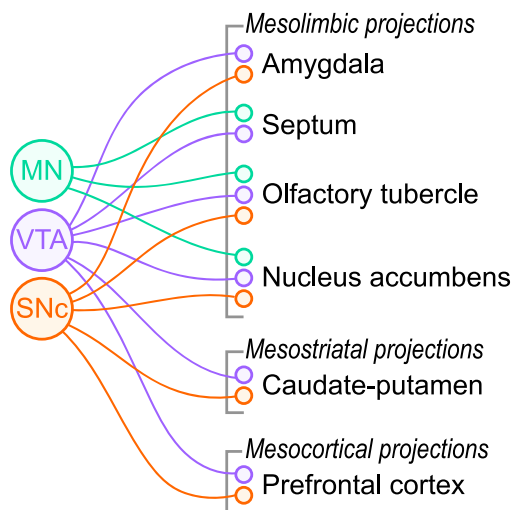 Mesolimbic projections
Amygdala
Septum
MN
Olfactory tubercle
VTA
Nucleus accumbens
SNc
Mesostriatal projections
Caudate-putamen
Mesocortical projections
Prefrontal cortex